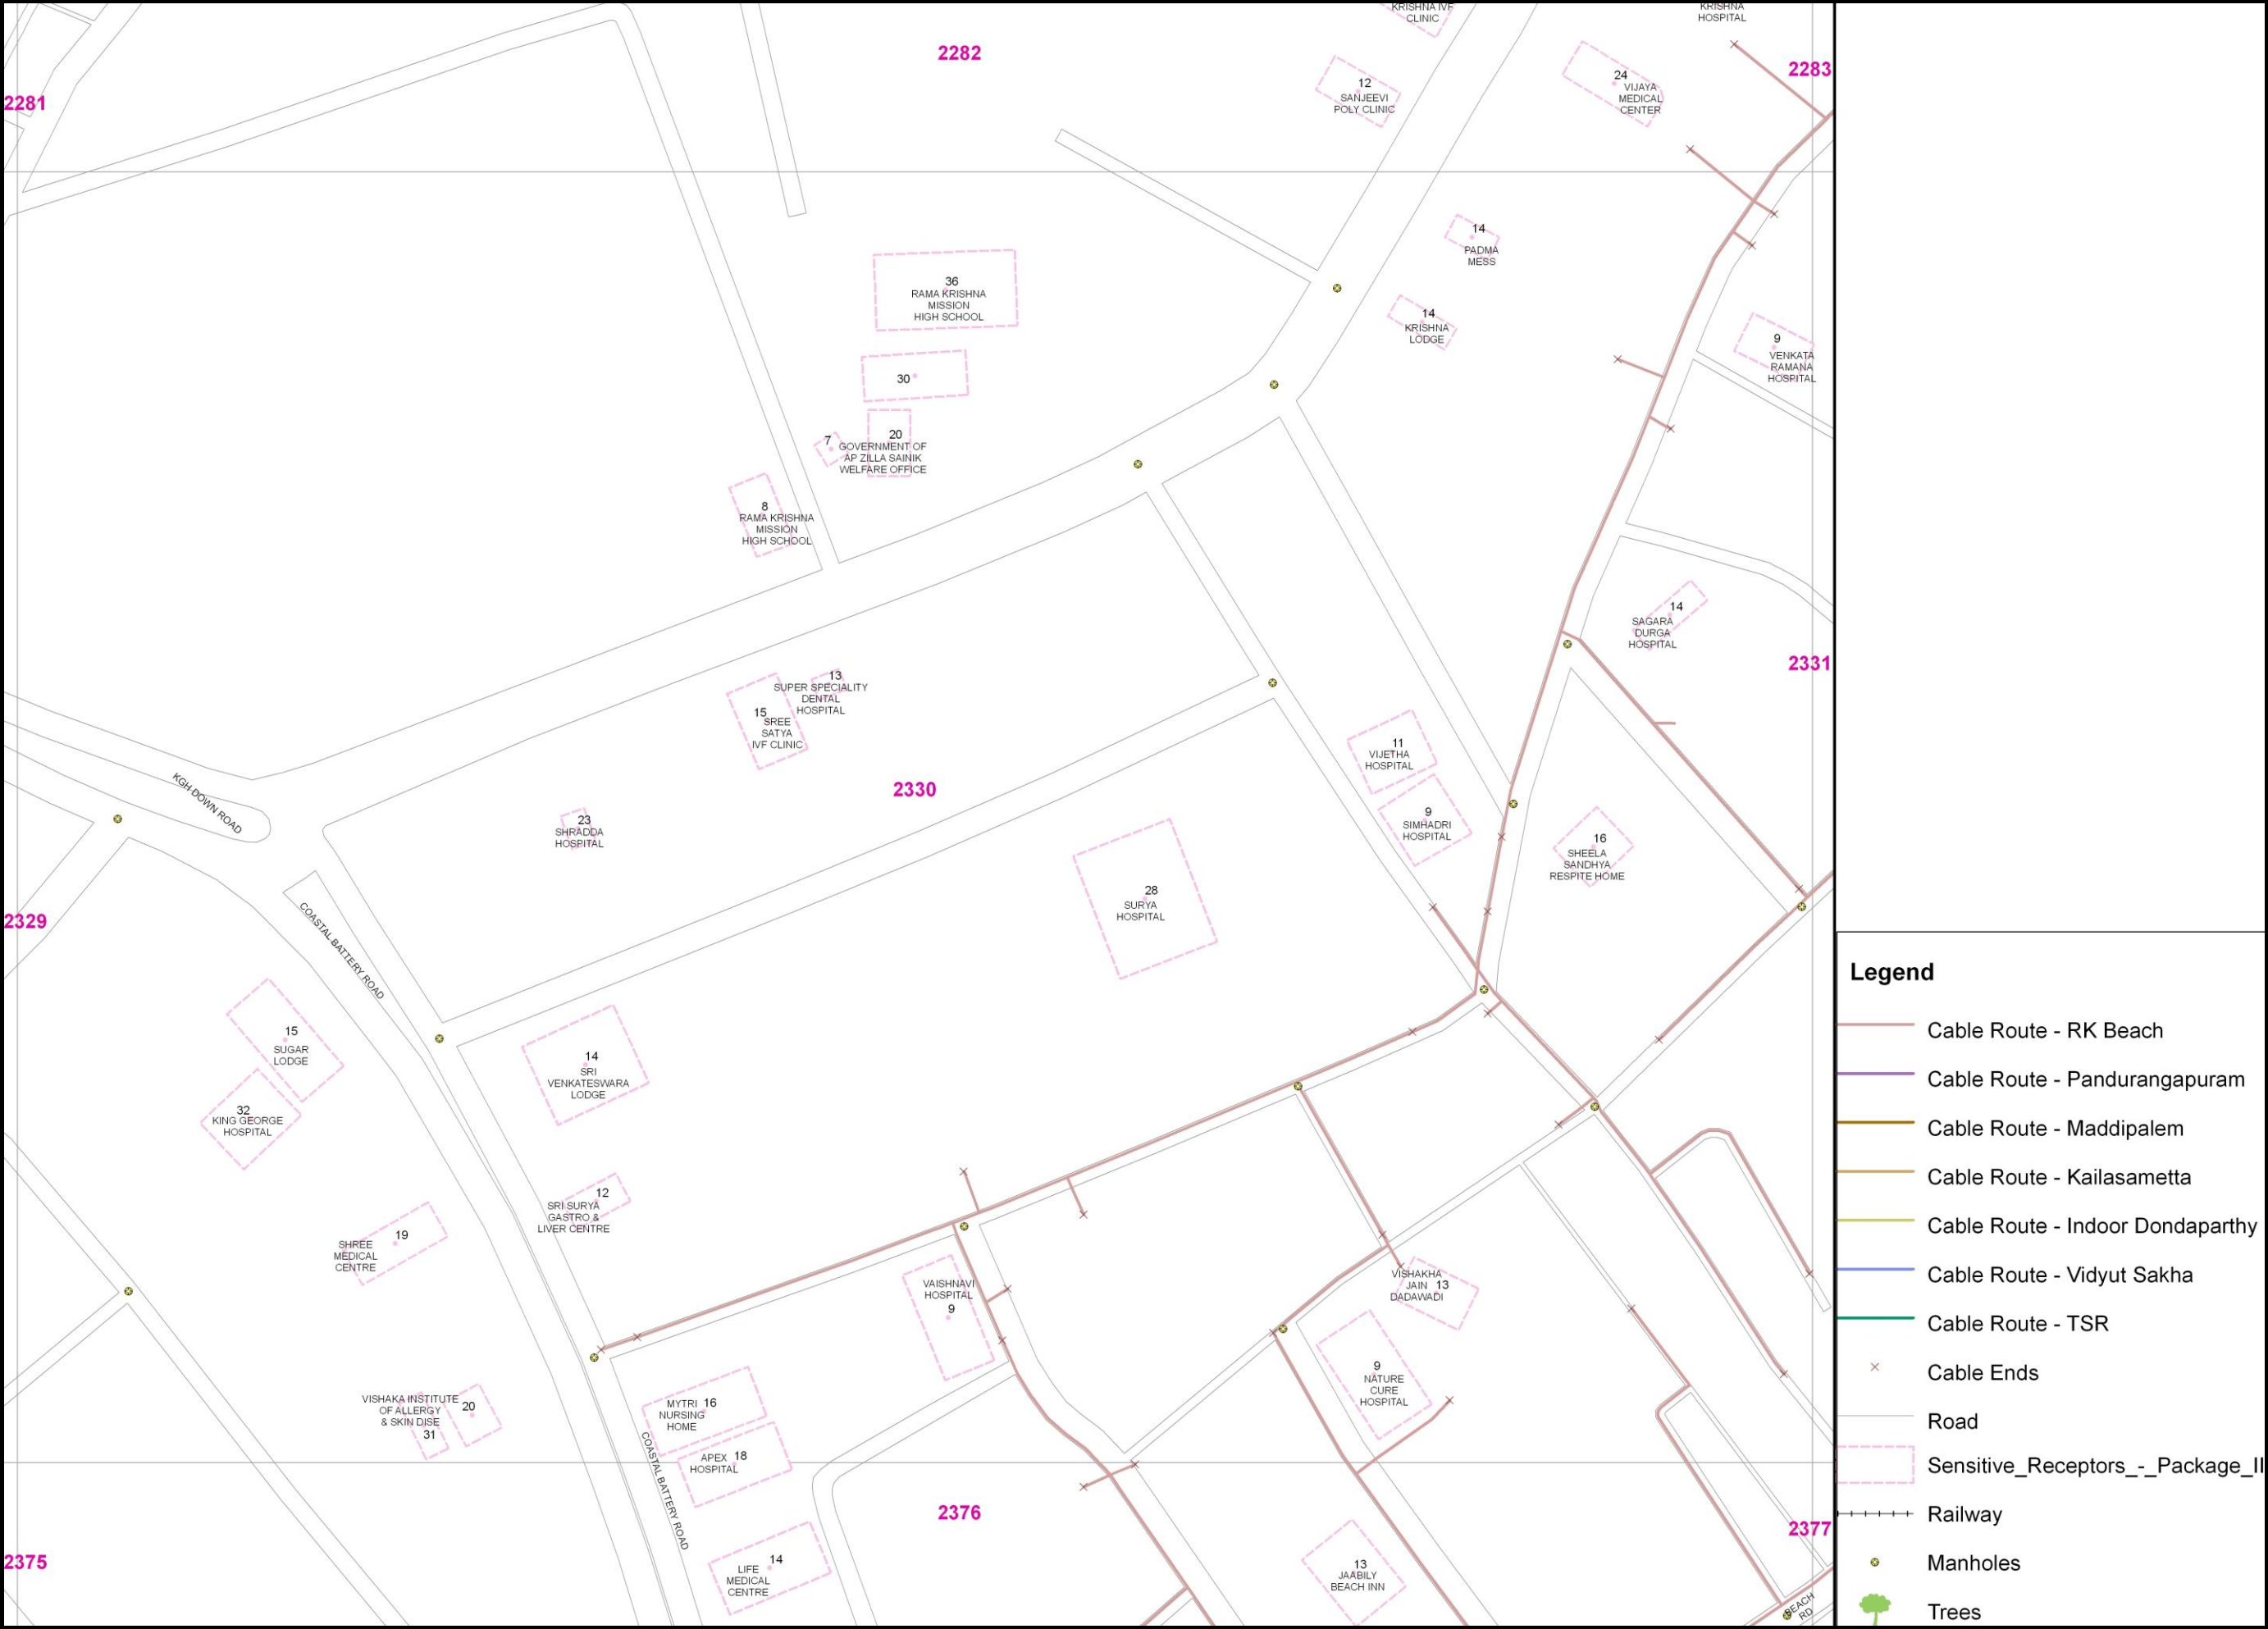 KRISHNA IVF
CLINIC
KRISHNA
HOSPITAL
2282
2283
2281
12
SANJEEVI
POLY CLINIC
24
VIJAYA
MEDICAL
CENTER
14
PADMA
MESS
36
RAMA KRISHNA
MISSION
HIGH SCHOOL
14
KRISHNA
LODGE
9
VENKATA
RAMANA
HOSPITAL
30
7
20
GOVERNMENT OF
AP ZILLA SAINIK
WELFARE OFFICE
8
RAMA KRISHNA
MISSION
HIGH SCHOOL
14
SAGARA
DURGA
HOSPITAL
2331
13
SUPER SPECIALITY
DENTAL
HOSPITAL
15
SREE
SATYA
IVF CLINIC
11
VIJETHA
HOSPITAL
KGH DOWN ROAD
2330
23
SHRADDA
HOSPITAL
9
SIMHADRI
HOSPITAL
16
SHEELA
SANDHYA
RESPITE HOME
28
SURYA
HOSPITAL
2329
COASTAL BATTERY ROAD
15
SUGAR
LODGE
14
SRI
VENKATESWARA
LODGE
32
KING GEORGE
HOSPITAL
12
SRI SURYA
GASTRO &
LIVER CENTRE
19
SHREE
MEDICAL
CENTRE
VAISHNAVI
HOSPITAL
9
VISHAKHA
JAIN
13
DADAWADI
9
NATURE
CURE
HOSPITAL
VISHAKA INSTITUTE
OF ALLERGY
& SKIN DISE
31
20
MYTRI
16
NURSING
HOME
APEX
18
HOSPITAL
COASTAL BATTERY ROAD
2376
2377
2375
14
LIFE
MEDICAL
CENTRE
13
JAABILY
BEACH INN
BEACH
RD
Legend
Cable Route - RK Beach
Cable Route - Pandurangapuram
Cable Route - Maddipalem
Cable Route - Kailasametta
Cable Route - Indoor Dondaparthy
Cable Route - Vidyut Sakha
Cable Route - TSR
Cable Ends
Road
Sensitive_Receptors_-_Package_II
Railway
Manholes
Trees